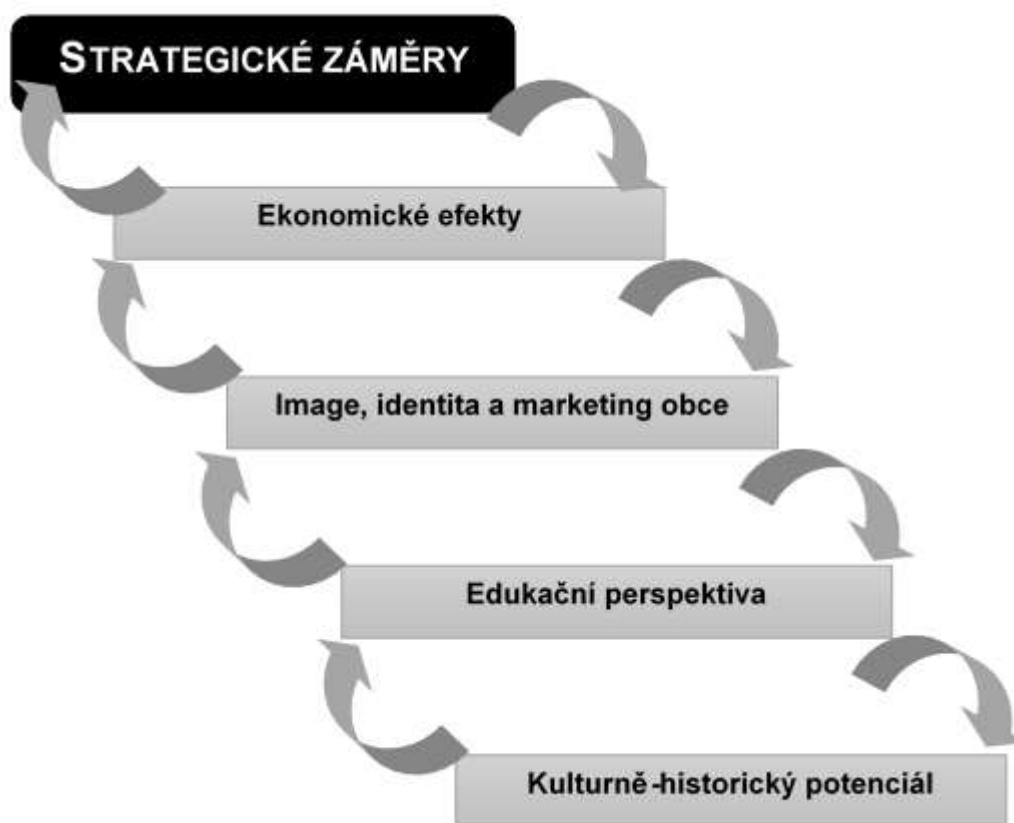 STRATEGICKÉ ZÁMĚRY
Ekonomické efekty
Image, identita a marketing obce
Edukační perspektiva
Kulturně-historický potenciál